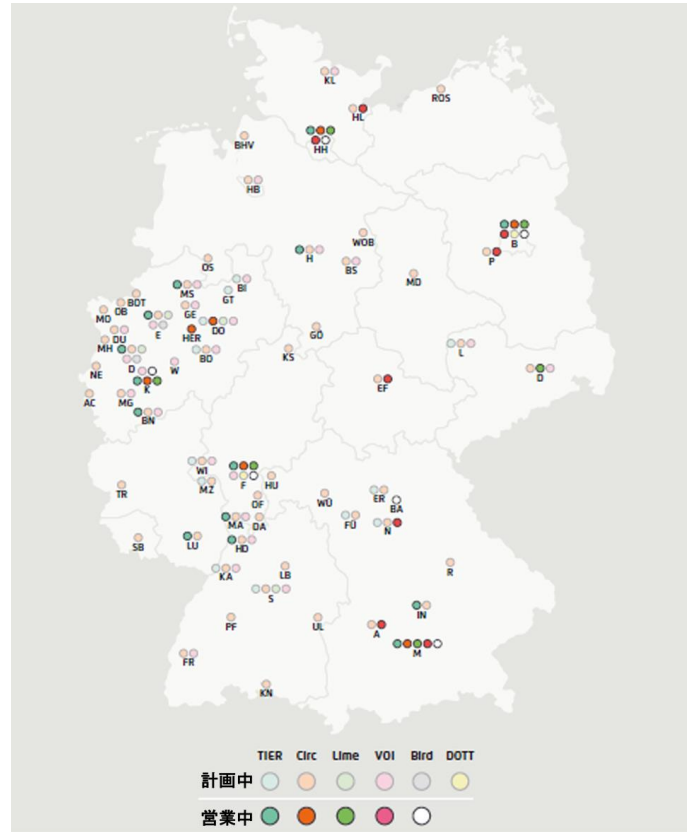 KL
ROS
HL
HH
BHV
HB
B
P
WOB
H
BS
MD
OS
BI
MS
GT
BOT
OB
MO
GE
E
DO
DU
HER
MH
BO
GÖ
KS
L
D
D
W
NE
K
EF
AC
MG
BN
WI
F
HU
MZ
TR
OF
WÜ
ER
BA
FÜ
N
MA
DA
SB
LU
HD
KA
LB
R
S
IN
PF
UL
A
M
FR
KN
TIER Circ Lime VOI Bird DOTT
計画中
営業中